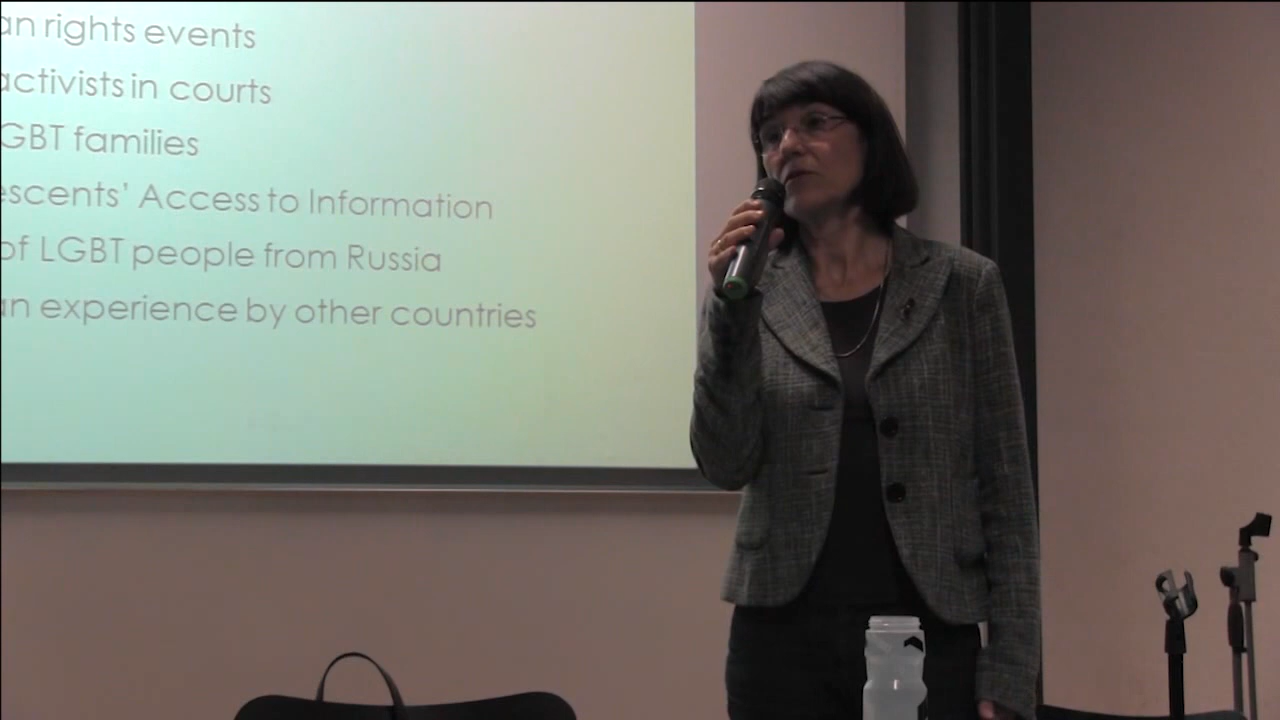 an rights events
activists in courts
GBT families
escents' Access to Information
of LGBT people from Russia
an experience by other countries